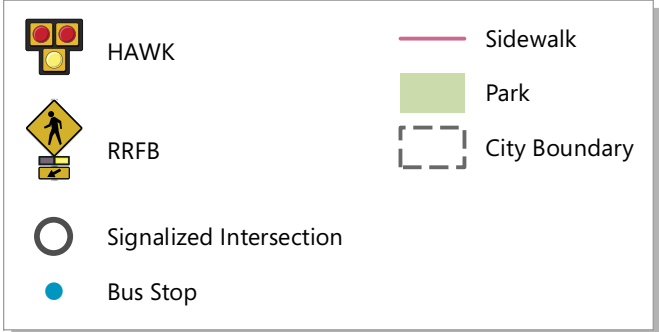 HAWK
RRFB
Signalized Intersection
Bus Stop
Sidewalk
Park
City Boundary